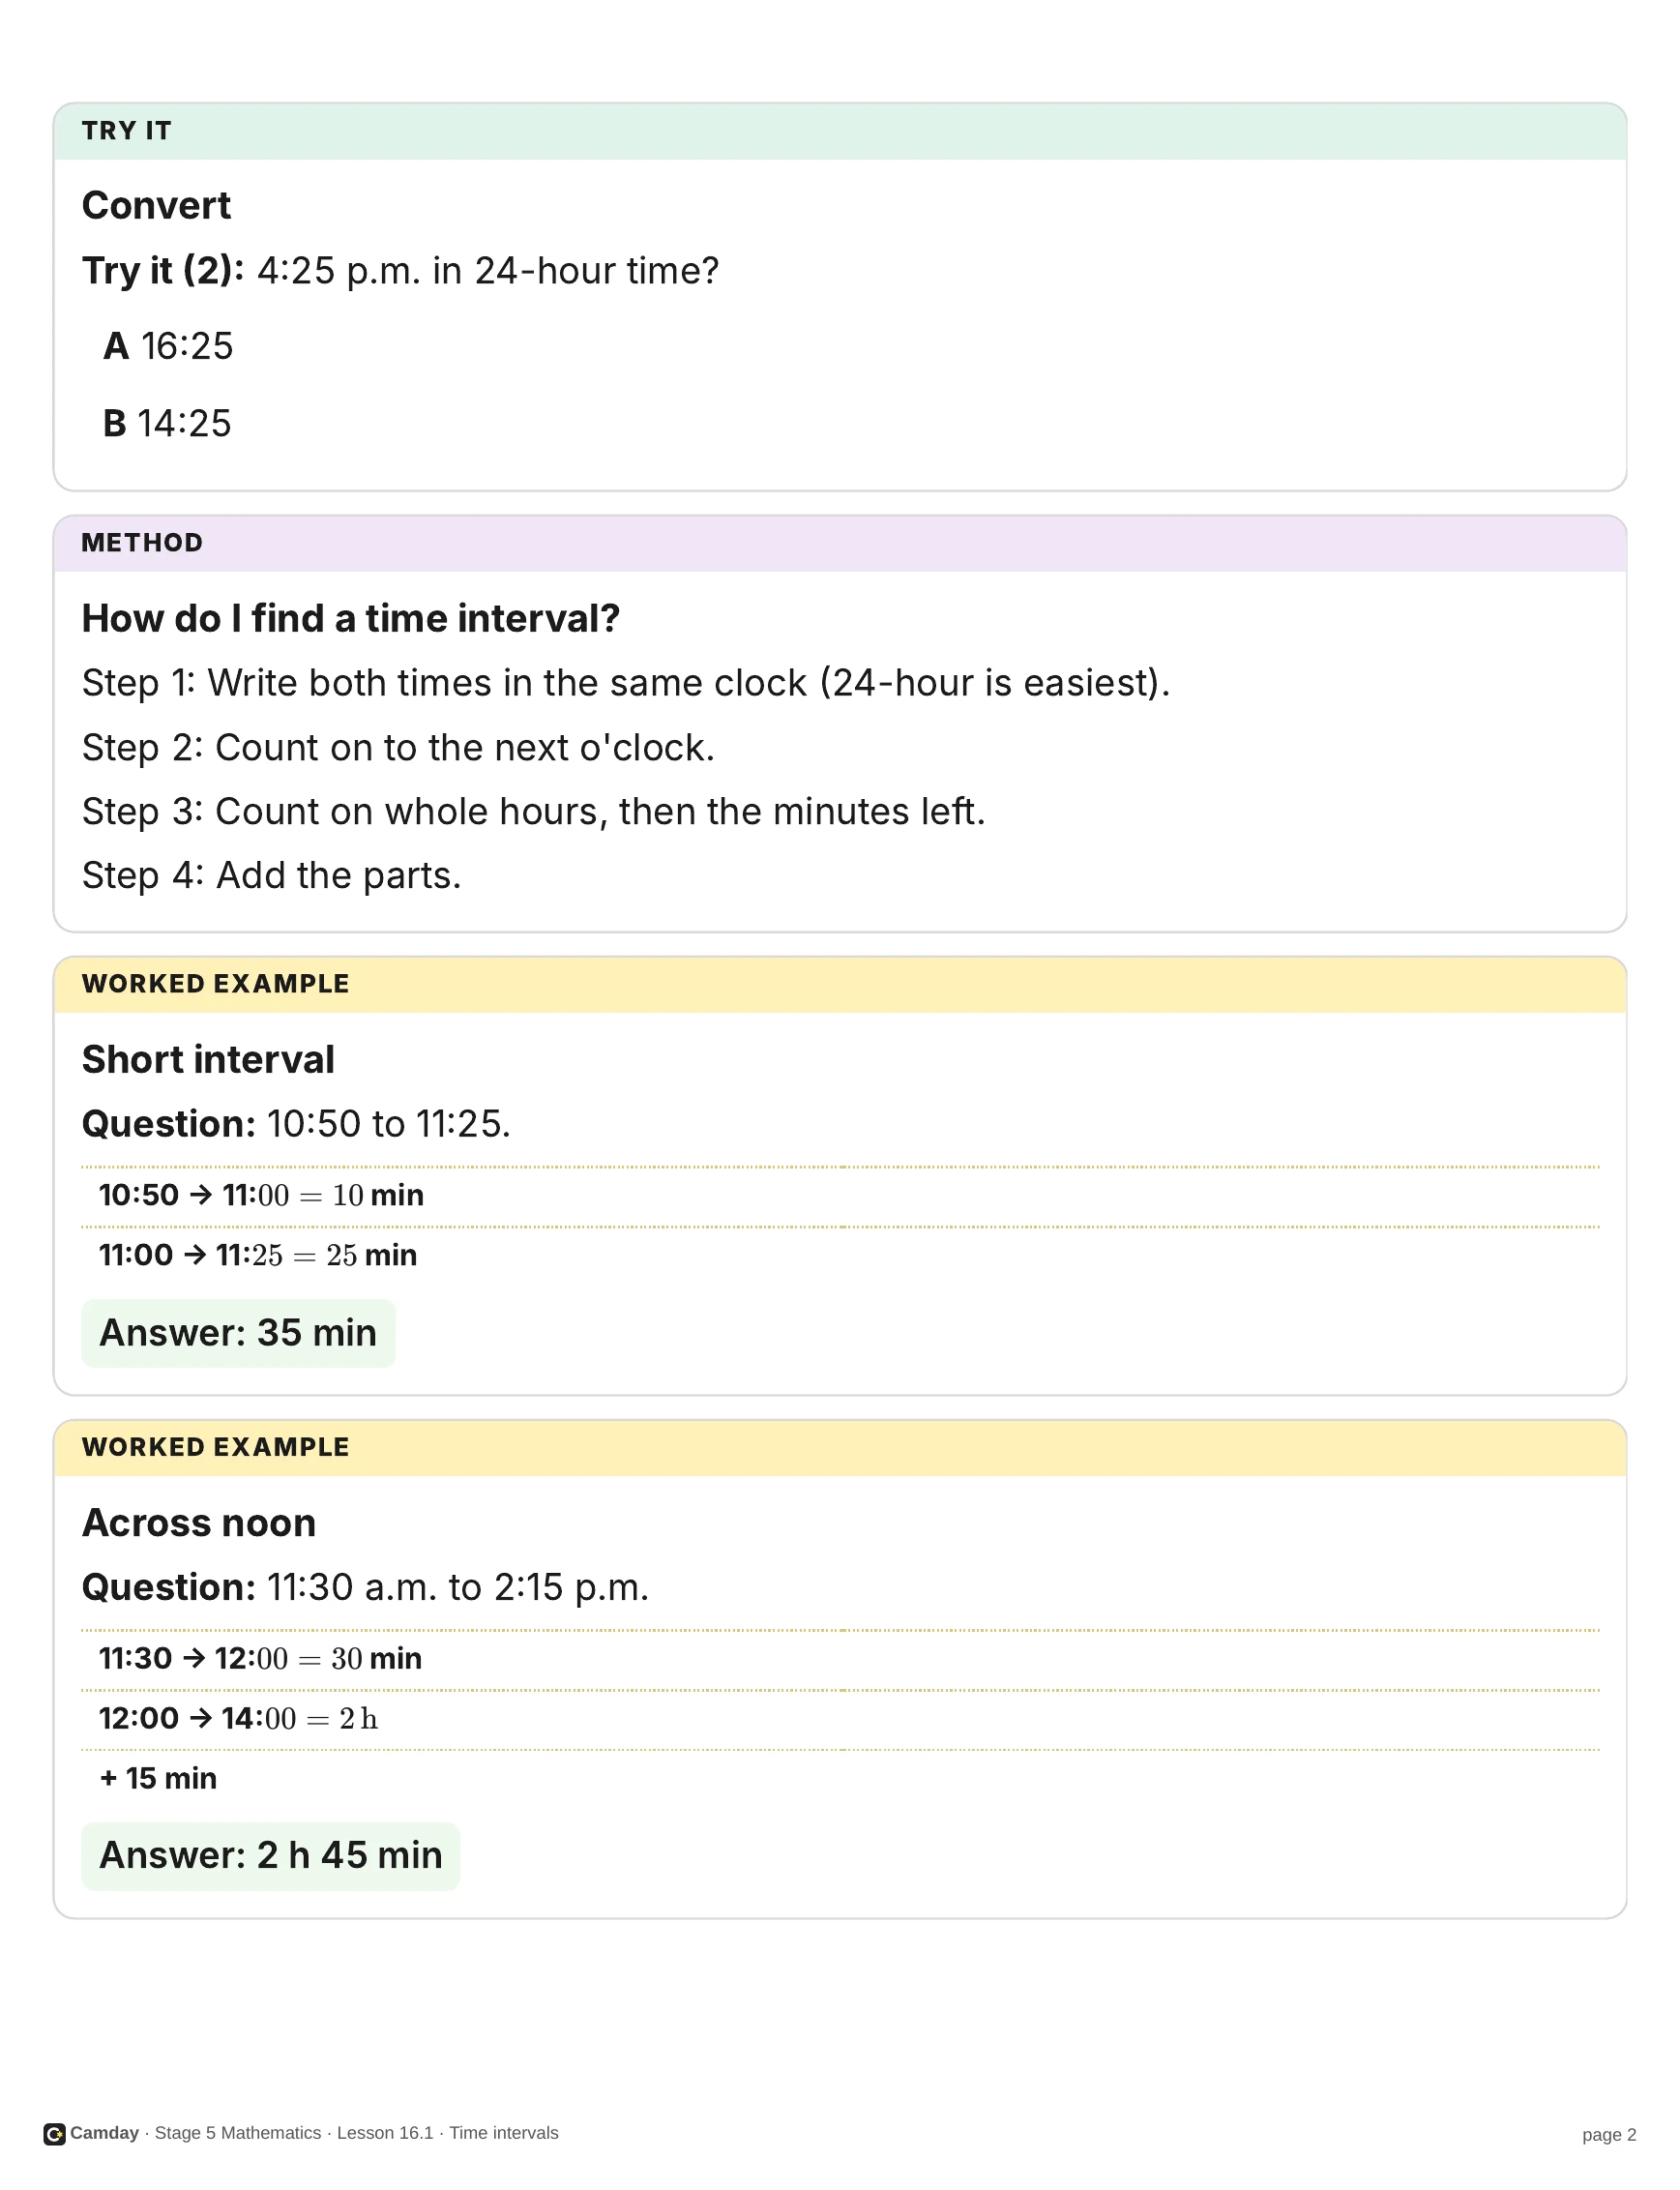 TRY IT
Convert
Try it (2): 4:25 p.m. in 24-hour time?
A 16:25
B 14:25
METHOD
How do I find a time interval?
Step 1: Write both times in the same clock (24-hour is easiest).
Step 2: Count on to the next o'clock.
Step 3: Count on whole hours, then the minutes left.
Step 4: Add the parts.
WORKED EXAMPLE
Short interval
Question: 10:50 to 11:25.
10:50 → 11:00 = 10 min
11:00 → 11:25 = 25 min
Answer: 35 min
WORKED EXAMPLE
Across noon
Question: 11:30 a.m. to 2:15 p.m.
11:30 → 12:00 = 30 min
12:00 → 14:00 = 2 h
+ 15 min
Answer: 2 h 45 min
Camday · Stage 5 Mathematics · Lesson 16.1 · Time intervals
page 2